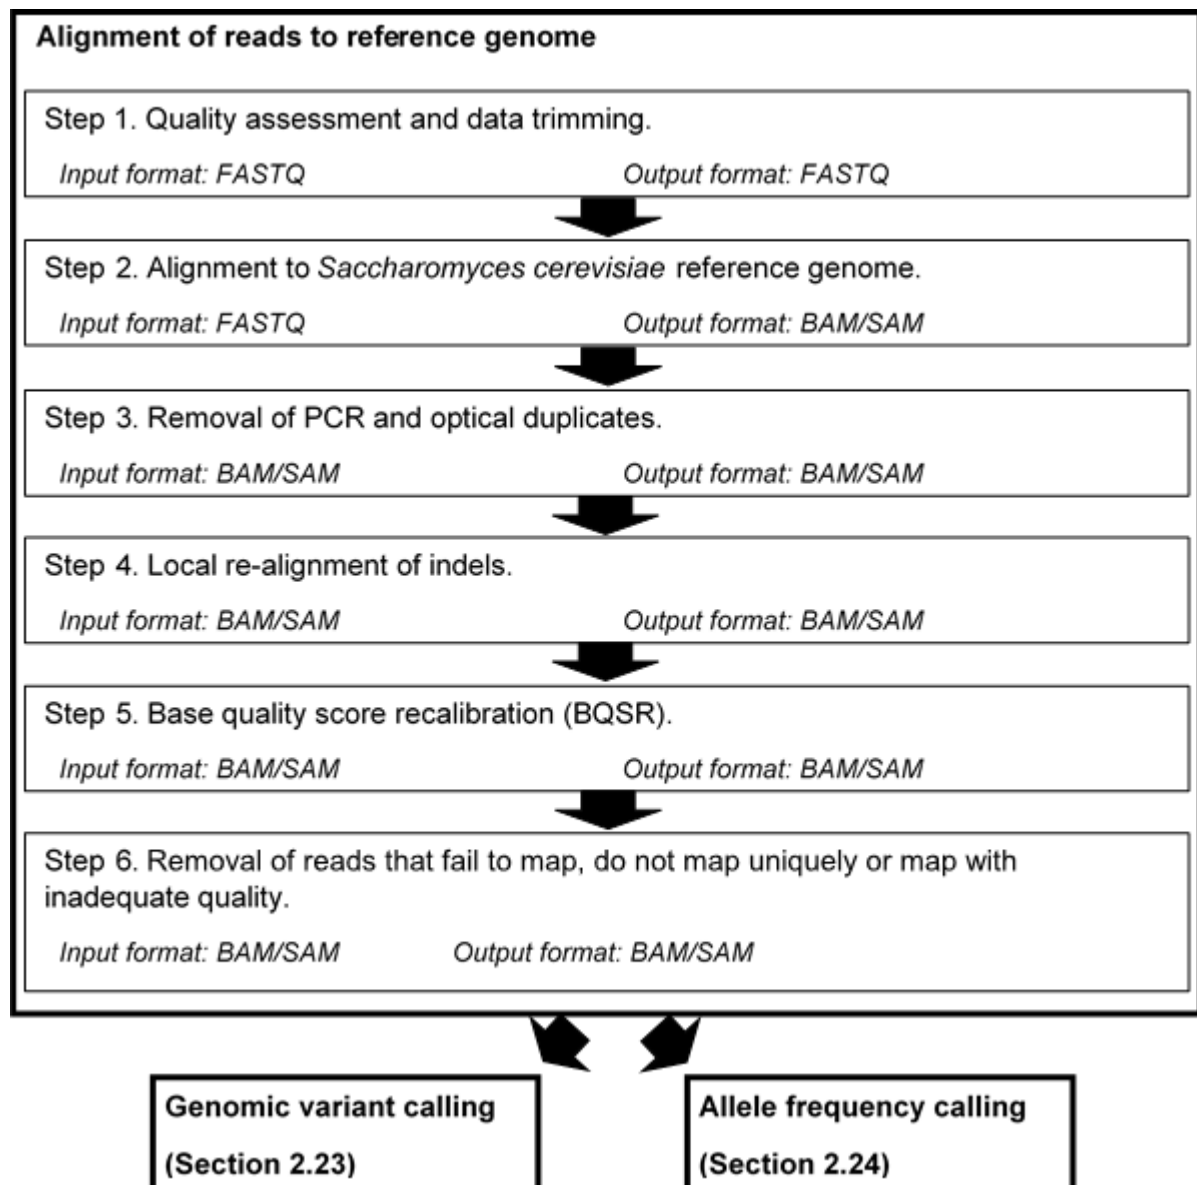 Alignment of reads to reference genome
Step 1. Quality assessment and data trimming.
Input format: FASTQ Output format: FASTQ
Step 2. Alignment to Saccharomyces cerevisiae reference genome.
Input format: FASTQ Output format: BAM/SAM
Step 3. Removal of PCR and optical duplicates.
Input format: BAM/SAM Output format: BAM/SAM
Step 4. Local re-alignment of indels.
Input format: BAM/SAM Output format: BAM/SAM
Step 5. Base quality score recalibration (BQSR).
Input format: BAM/SAM Output format: BAM/SAM
Step 6. Removal of reads that fail to map, do not map uniquely or map with
inadequate quality.
Input format: BAM/SAM Output format: BAM/SAM
Genomic variant calling
(Section 2.23)
Allele frequency calling
(Section 2.24)